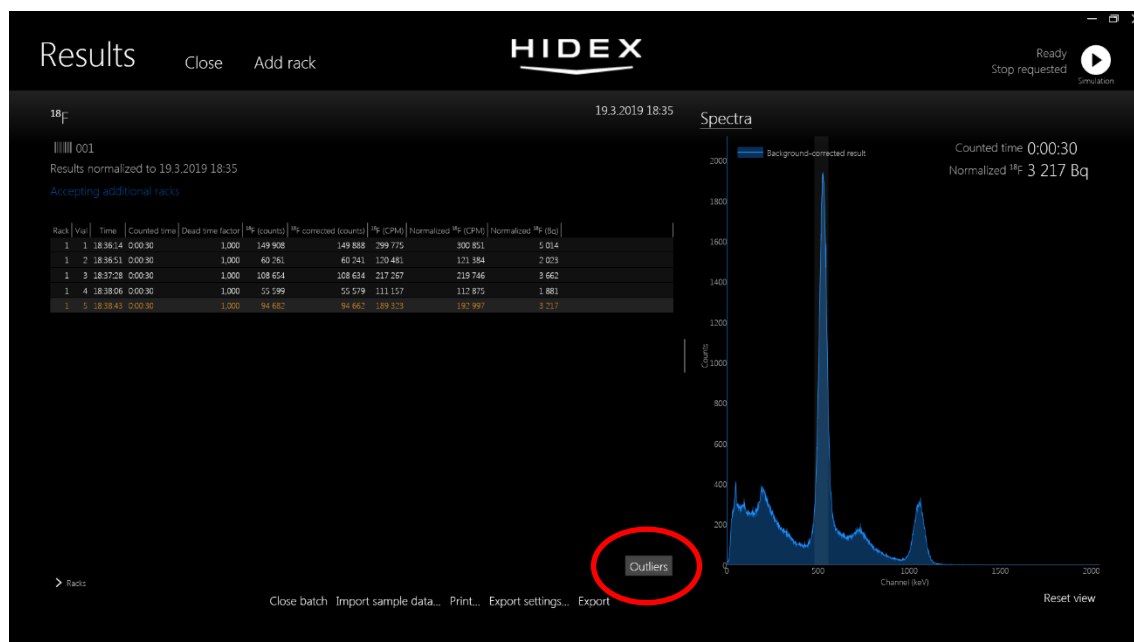 Results Close Add rack
HIDEX
Ready
Stop requested
Simulation
18F
19.3.2019 18:35
001
Results normalized to 19.3.2019 18:35
Accepting additional racks
Rack Vial Time Counted time Dead time factor 18F (counts) 18F corrected (counts) 18F (CPM) Normalized 18F (CPM) Normalized 18F (Bq)
1 1 18:36:14 0:00:30 1,000 149 908 149 888 299 775 300 851 5 014
1 2 18:36:51 0:00:30 1,000 60 261 60 241 120 481 121 384 2 023
1 3 18:37:28 0:00:30 1,000 108 654 108 634 217 267 219 746 3 662
1 4 18:38:06 0:00:30 1,000 55 599 55 579 111 157 112 875 1 881
1 5 18:38:43 0:00:30 1,000 94 682 94 662 189 323 192 997 3 217
Spectra
Background-corrected result
Counted time 0:00:30
Normalized 18F 3 217 Bq
2000
1800
1600
1400
1200
1000
800
600
400
200
0
Counts
0 500 1000 1500 2000
Channel (keV)
Reset view
Outliers
Racks
Close batch Import sample data... Print... Export settings... Export